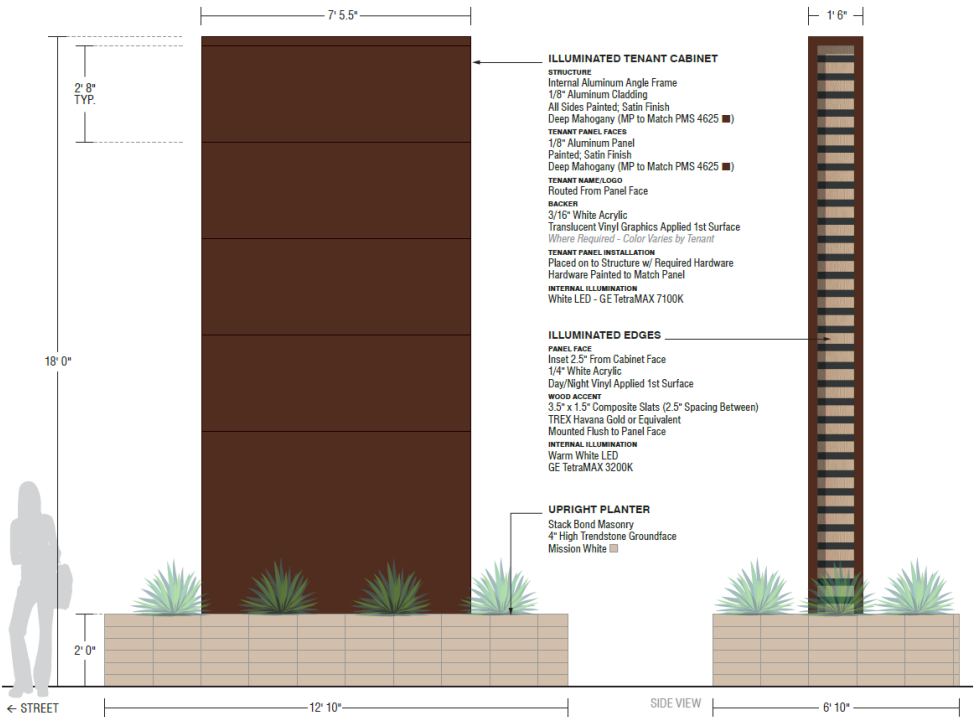 7' 5.5"
1' 6"
2' 8"
TYP.
18' 0"
2' 0"
ILLUMINATED TENANT CABINET
STRUCTURE
Internal Aluminum Angle Frame
1/8" Aluminum Cladding
All Sides Painted; Satin Finish
Deep Mahogany (MP to Match PMS 4625 ■)
TENANT PANEL FACES
1/8" Aluminum Panel
Painted; Satin Finish
Deep Mahogany (MP to Match PMS 4625 ■)
TENANT NAME/LOGO
Routed From Panel Face
BACKER
3/16" White Acrylic
Translucent Vinyl Graphics Applied 1st Surface
Where Required - Color Varies by Tenant
TENANT PANEL INSTALLATION
Placed on to Structure w/ Required Hardware
Hardware Painted to Match Panel
INTERNAL ILLUMINATION
White LED - GE TetraMAX 7100K
ILLUMINATED EDGES
PANEL FACE
Inset 2.5" From Cabinet Face
1/4" White Acrylic
Day/Night Vinyl Applied 1st Surface
WOOD ACCENT
3.5" x 1.5" Composite Slats (2.5" Spacing Between)
TREX Havana Gold or Equivalent
Mounted Flush to Panel Face
INTERNAL ILLUMINATION
Warm White LED
GE TetraMAX 3200K
UPRIGHT PLANTER
Stack Bond Masonry
4" High Trendstone Groundface
Mission White
← STREET
12' 10"
SIDE VIEW
6' 10"